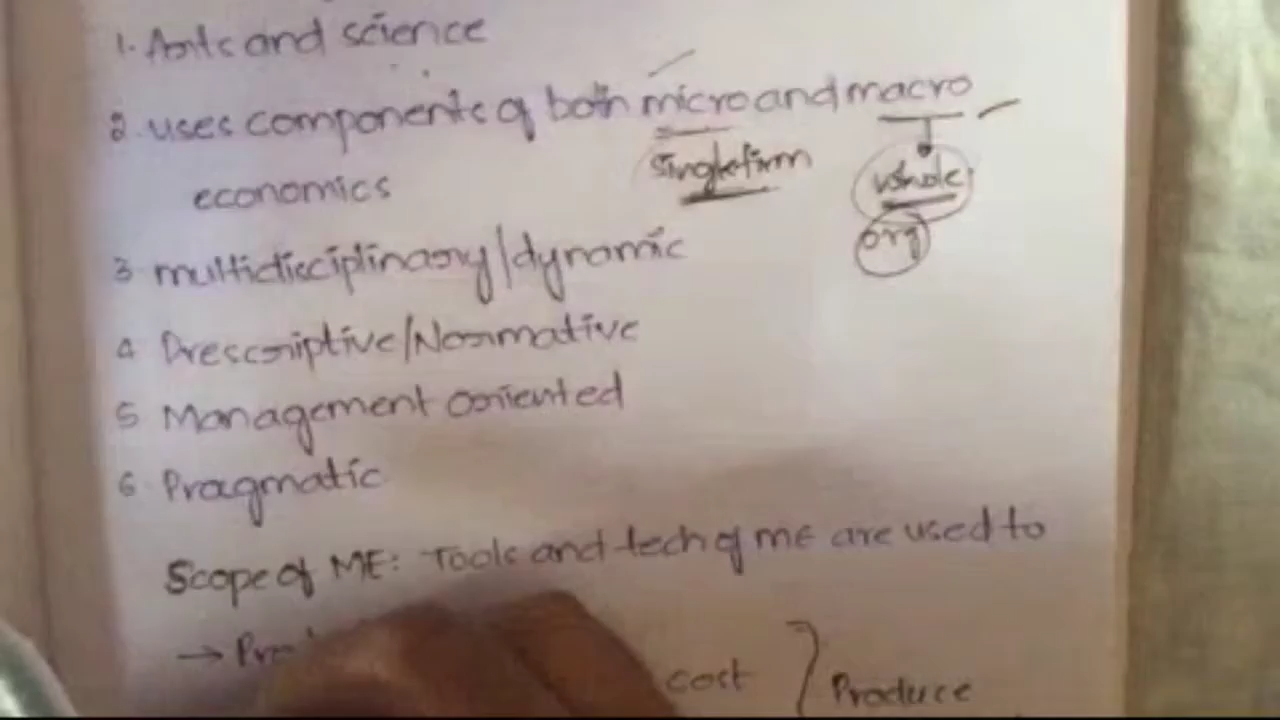 1. Arts and science
2. uses components of both micro and macro
singlefirm whole
economics
org
3 multidisciplinary/dynamic
4 Prescriptive/Normative
5 Management oriented
6. Pragmatic
Scope of ME: Tools and tech of ME are used to
→
cost } Produce